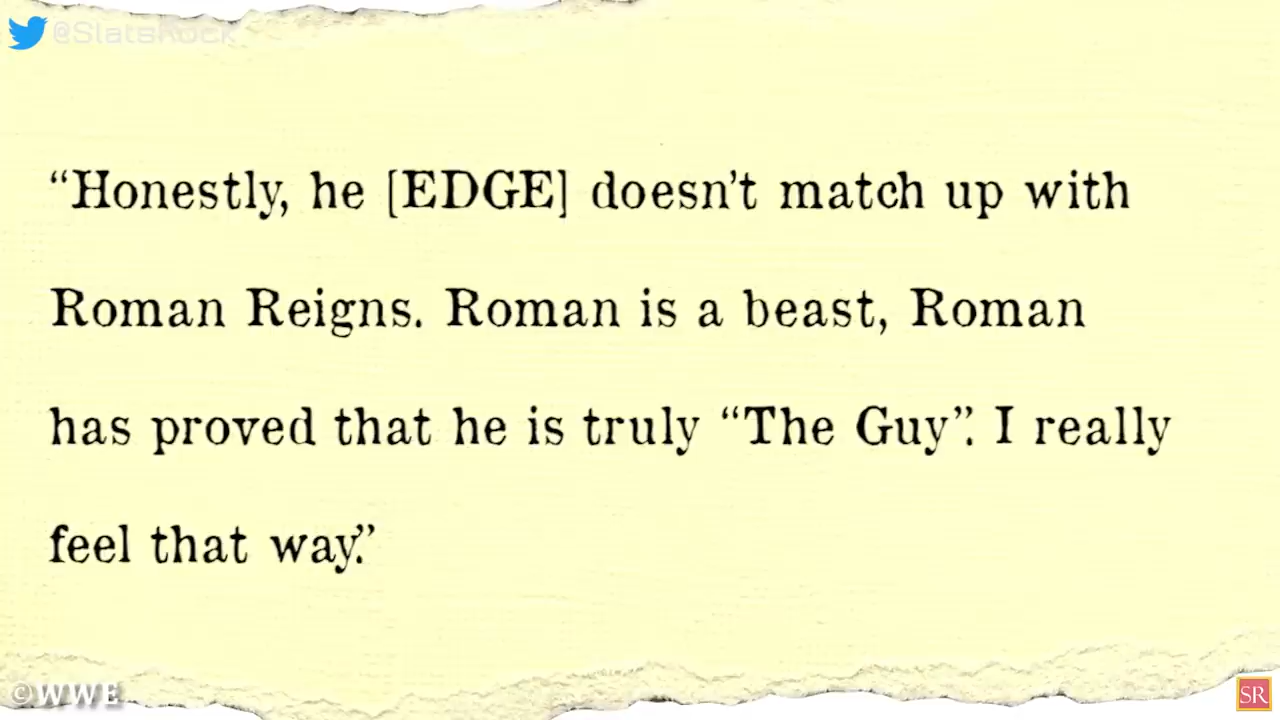 @SlatsRock
“Honestly, he [EDGE] doesn’t match up with
Roman Reigns. Roman is a beast, Roman
has proved that he is truly “The Guy”. I really
feel that way.”
©WWE
SR